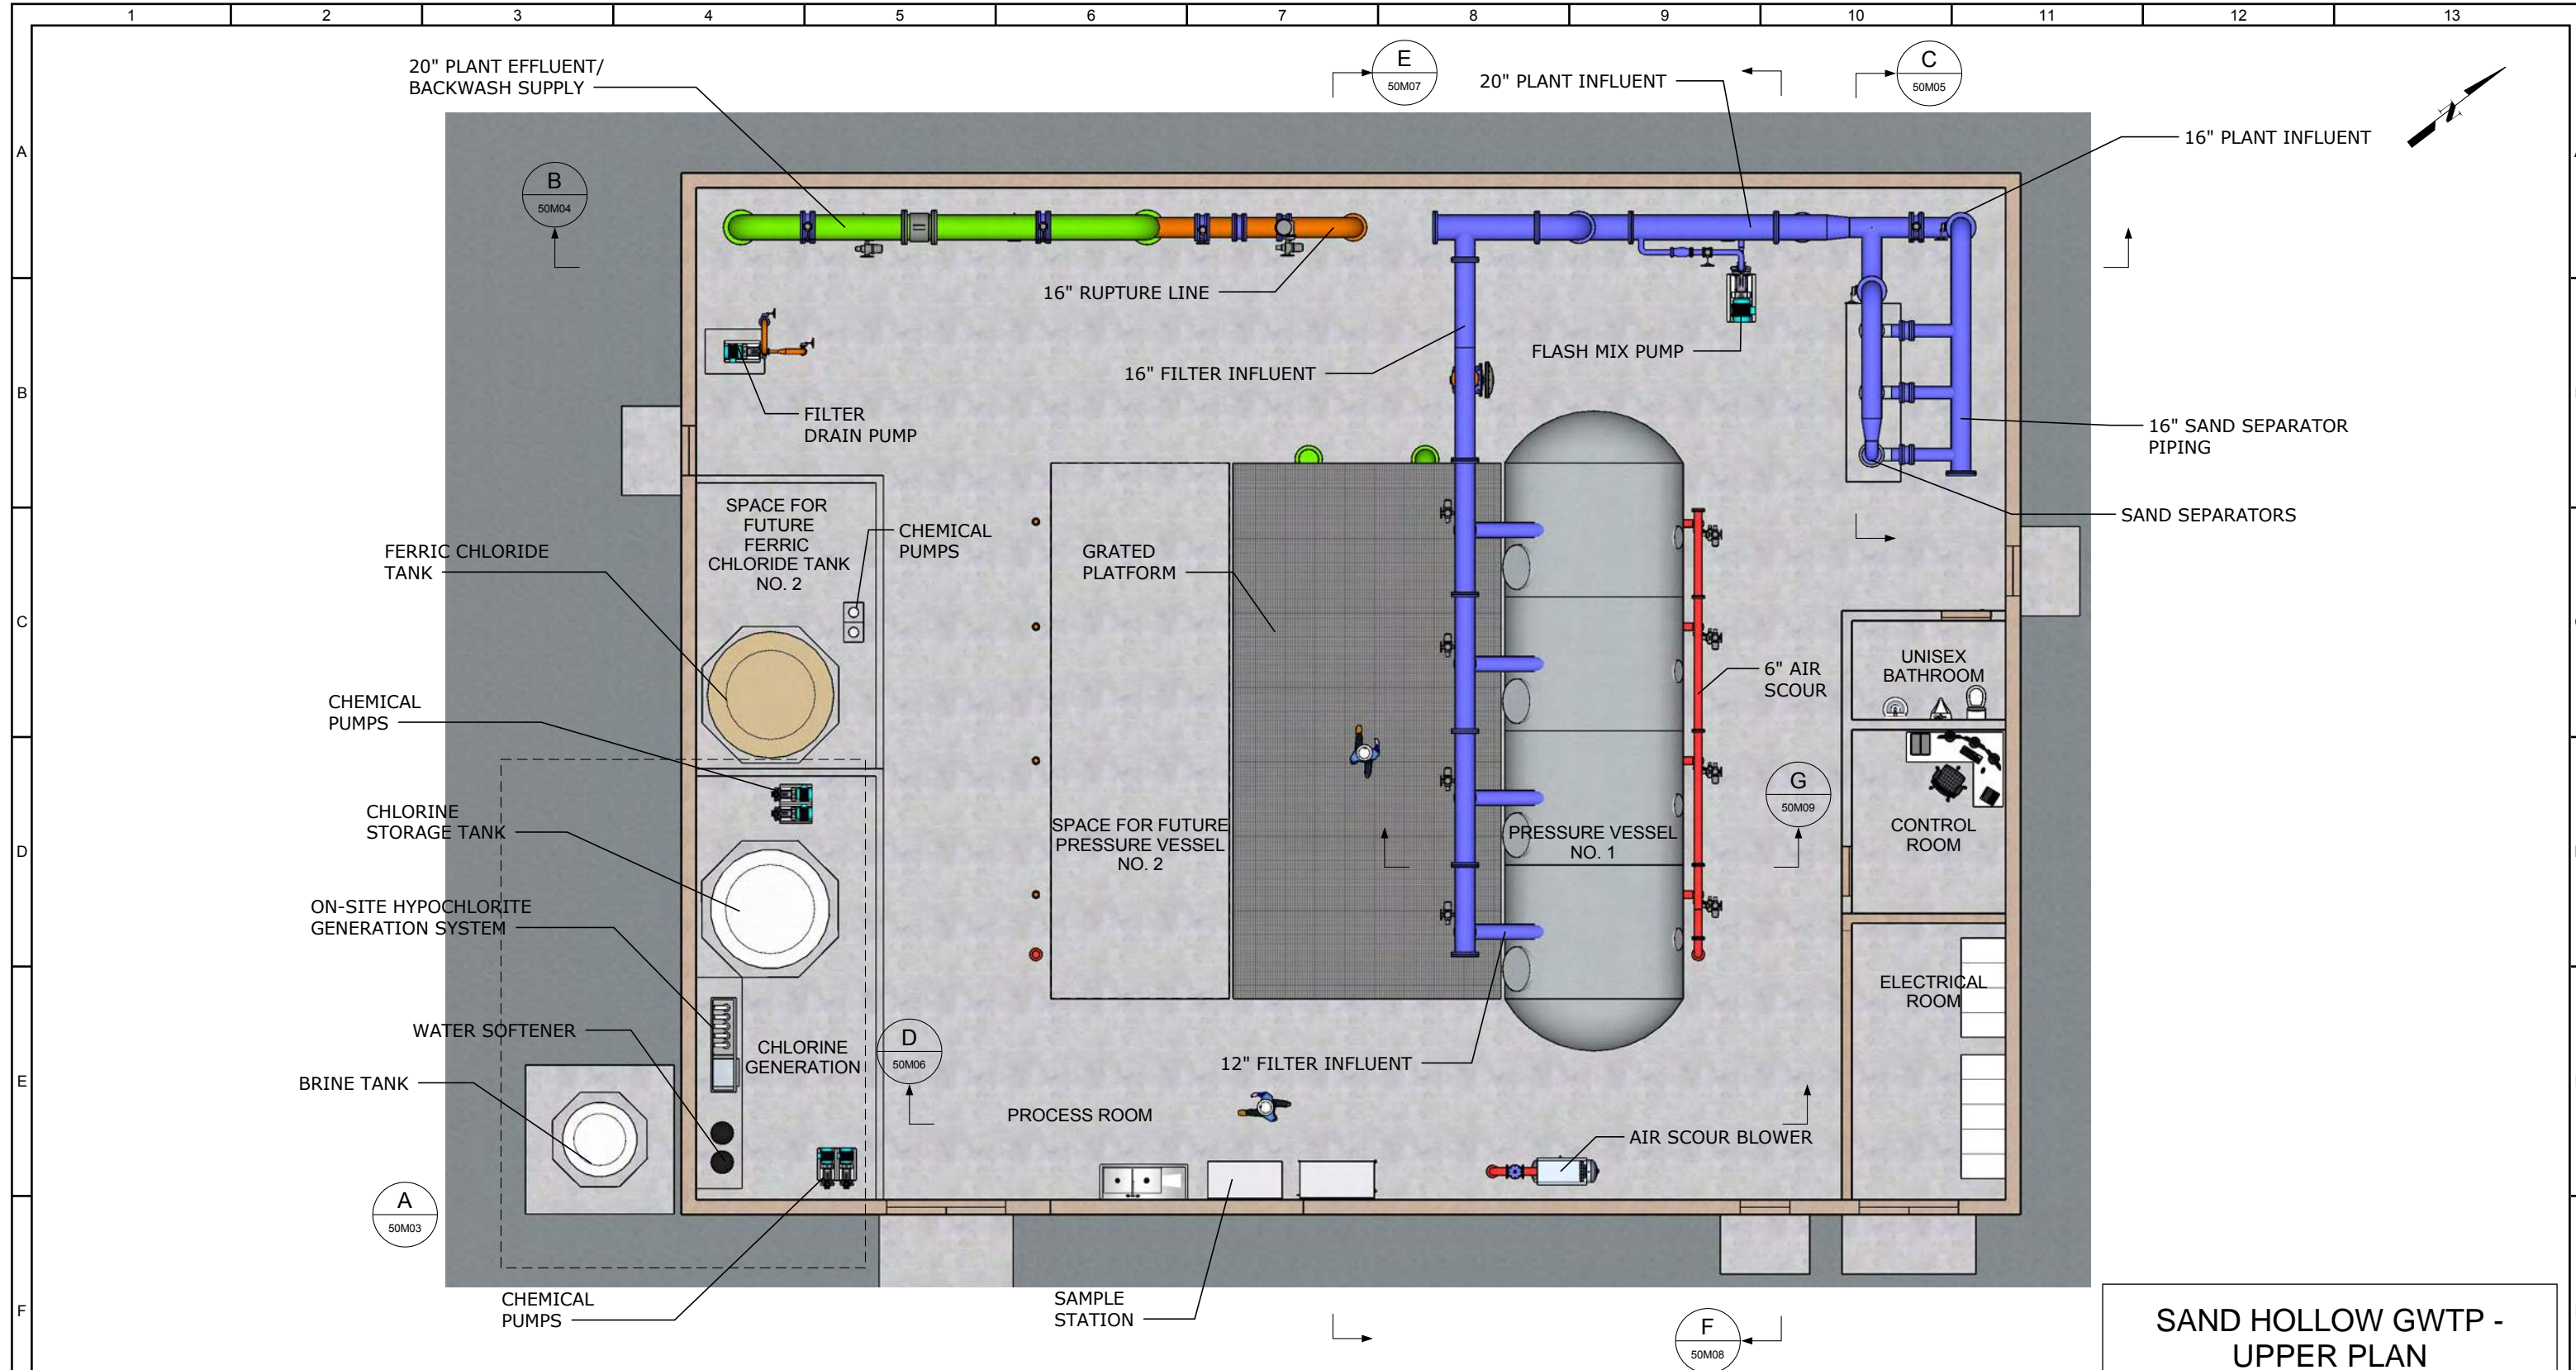 1
2
3
4
5
6
7
8
9
10
11
12
13
A
B
C
D
E
F
20" PLANT EFFLUENT/
BACKWASH SUPPLY
E
50M07
20" PLANT INFLUENT
C
50M05
N
16" PLANT INFLUENT
B
50M04
16" RUPTURE LINE
16" FILTER INFLUENT
FLASH MIX PUMP
FILTER
DRAIN PUMP
16" SAND SEPARATOR
PIPING
SAND SEPARATORS
SPACE FOR
FUTURE
FERRIC
CHLORIDE TANK
NO. 2
CHEMICAL
PUMPS
FERRIC CHLORIDE
TANK
GRATED
PLATFORM
6" AIR
SCOUR
UNISEX
BATHROOM
CHEMICAL
PUMPS
G
50M09
CHLORINE
STORAGE TANK
SPACE FOR FUTURE
PRESSURE VESSEL
NO. 2
PRESSURE VESSEL
NO. 1
CONTROL
ROOM
ON-SITE HYPOCHLORITE
GENERATION SYSTEM
ELECTRICAL
ROOM
WATER SOFTENER
CHLORINE
GENERATION
D
50M06
12" FILTER INFLUENT
BRINE TANK
PROCESS ROOM
AIR SCOUR BLOWER
A
50M03
CHEMICAL
PUMPS
SAMPLE
STATION
F
50M08
SAND HOLLOW GWTP -
UPPER PLAN